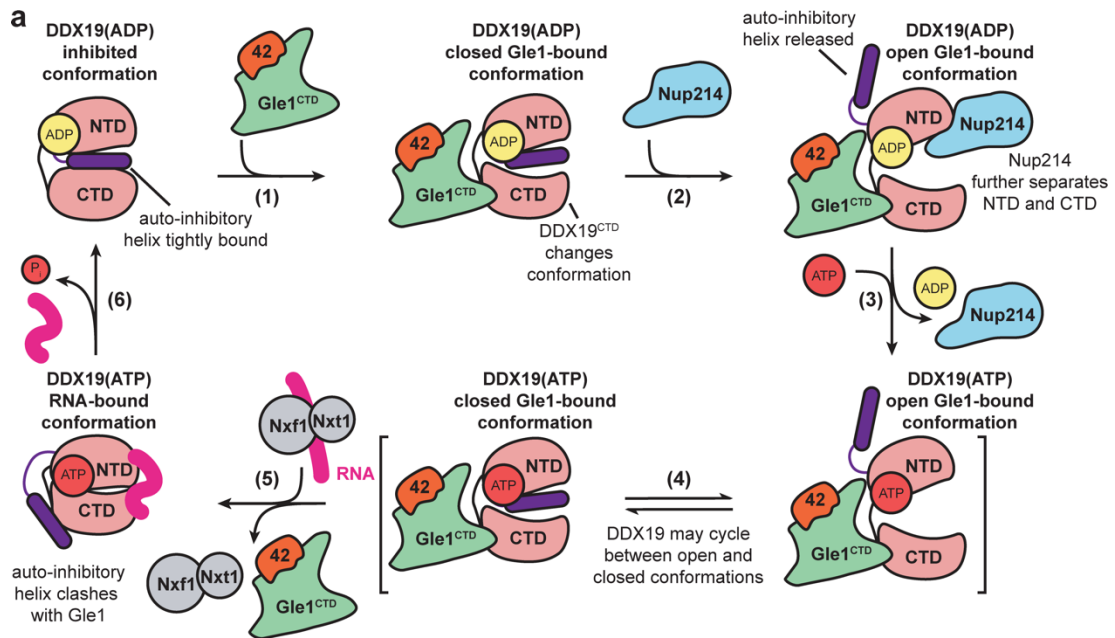 a
DDX19(ADP)
inhibited
conformation
ADP
NTD
CTD
auto-inhibitory
helix tightly bound
42
Gle1CTD
(1)
DDX19(ADP)
closed Gle1-bound
conformation
42
Gle1CTD
ADP
NTD
CTD
DDX19CTD
changes
conformation
Nup214
(2)
auto-inhibitory
helix released
DDX19(ADP)
open Gle1-bound
conformation
NTD
Nup214
ADP
42
Gle1CTD
CTD
Nup214
further separates
NTD and CTD
ATP
(3)
ADP
Nup214
DDX19(ATP)
open Gle1-bound
conformation
NTD
ATP
42
Gle1CTD
CTD
(4)
DDX19 may cycle
between open and
closed conformations
DDX19(ATP)
closed Gle1-bound
conformation
42
Gle1CTD
ATP
NTD
CTD
Nxf1
Nxt1
RNA
(5)
Nxf1
Nxt1
42
Gle1CTD
DDX19(ATP)
RNA-bound
conformation
ATP
NTD
CTD
auto-inhibitory
helix clashes
with Gle1
Pi
(6)